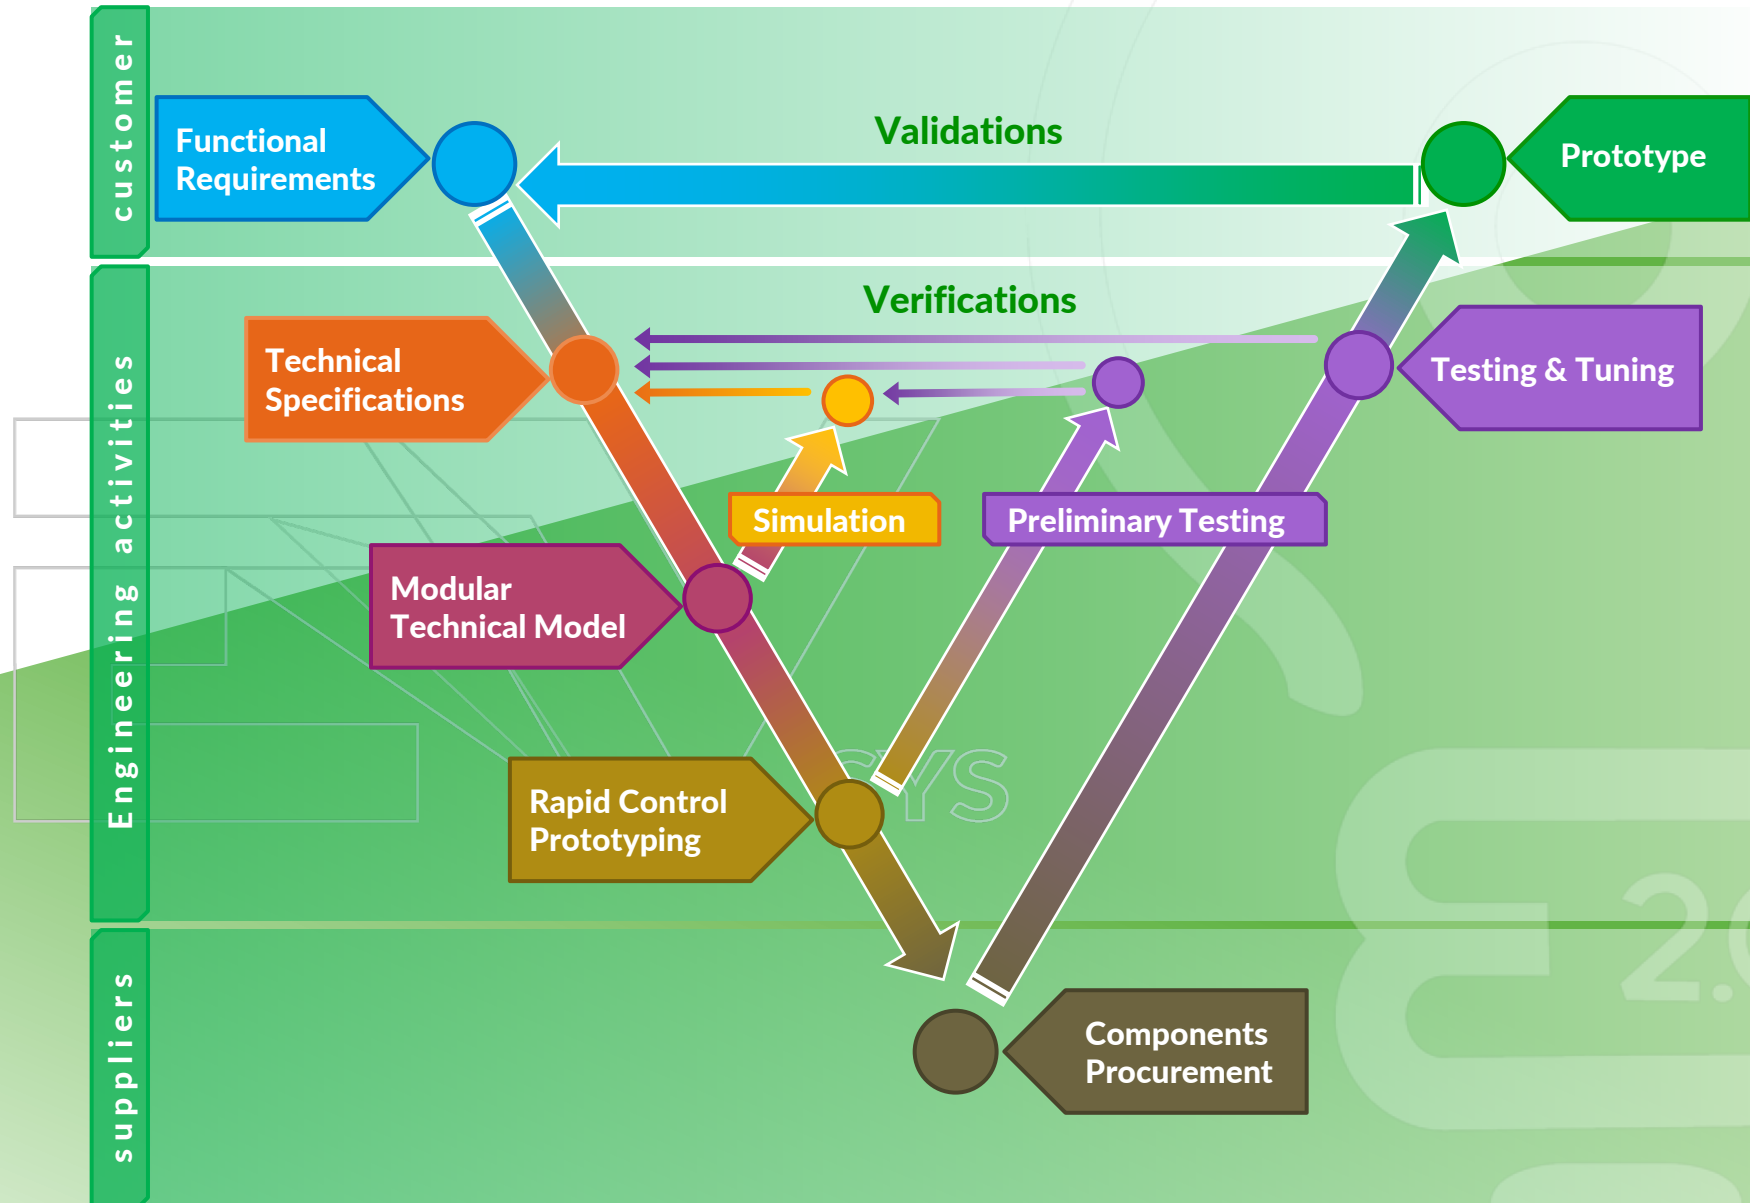 customer
Functional
Requirements
Validations
Prototype
Engineering activities
Verifications
Technical
Specifications
Testing & Tuning
Simulation
Preliminary Testing
Modular
Technical Model
Rapid Control
Prototyping
SYS
suppliers
Components
Procurement